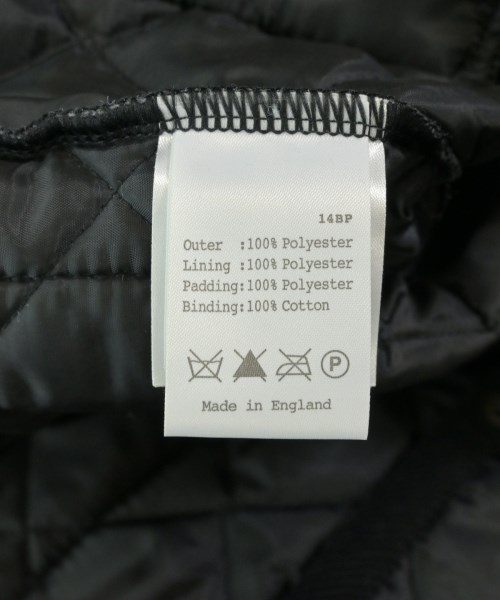 14BP
Outer :100% Polyester
Lining :100% Polyester
Padding:100% Polyester
Binding:100% Cotton
P
Made in England